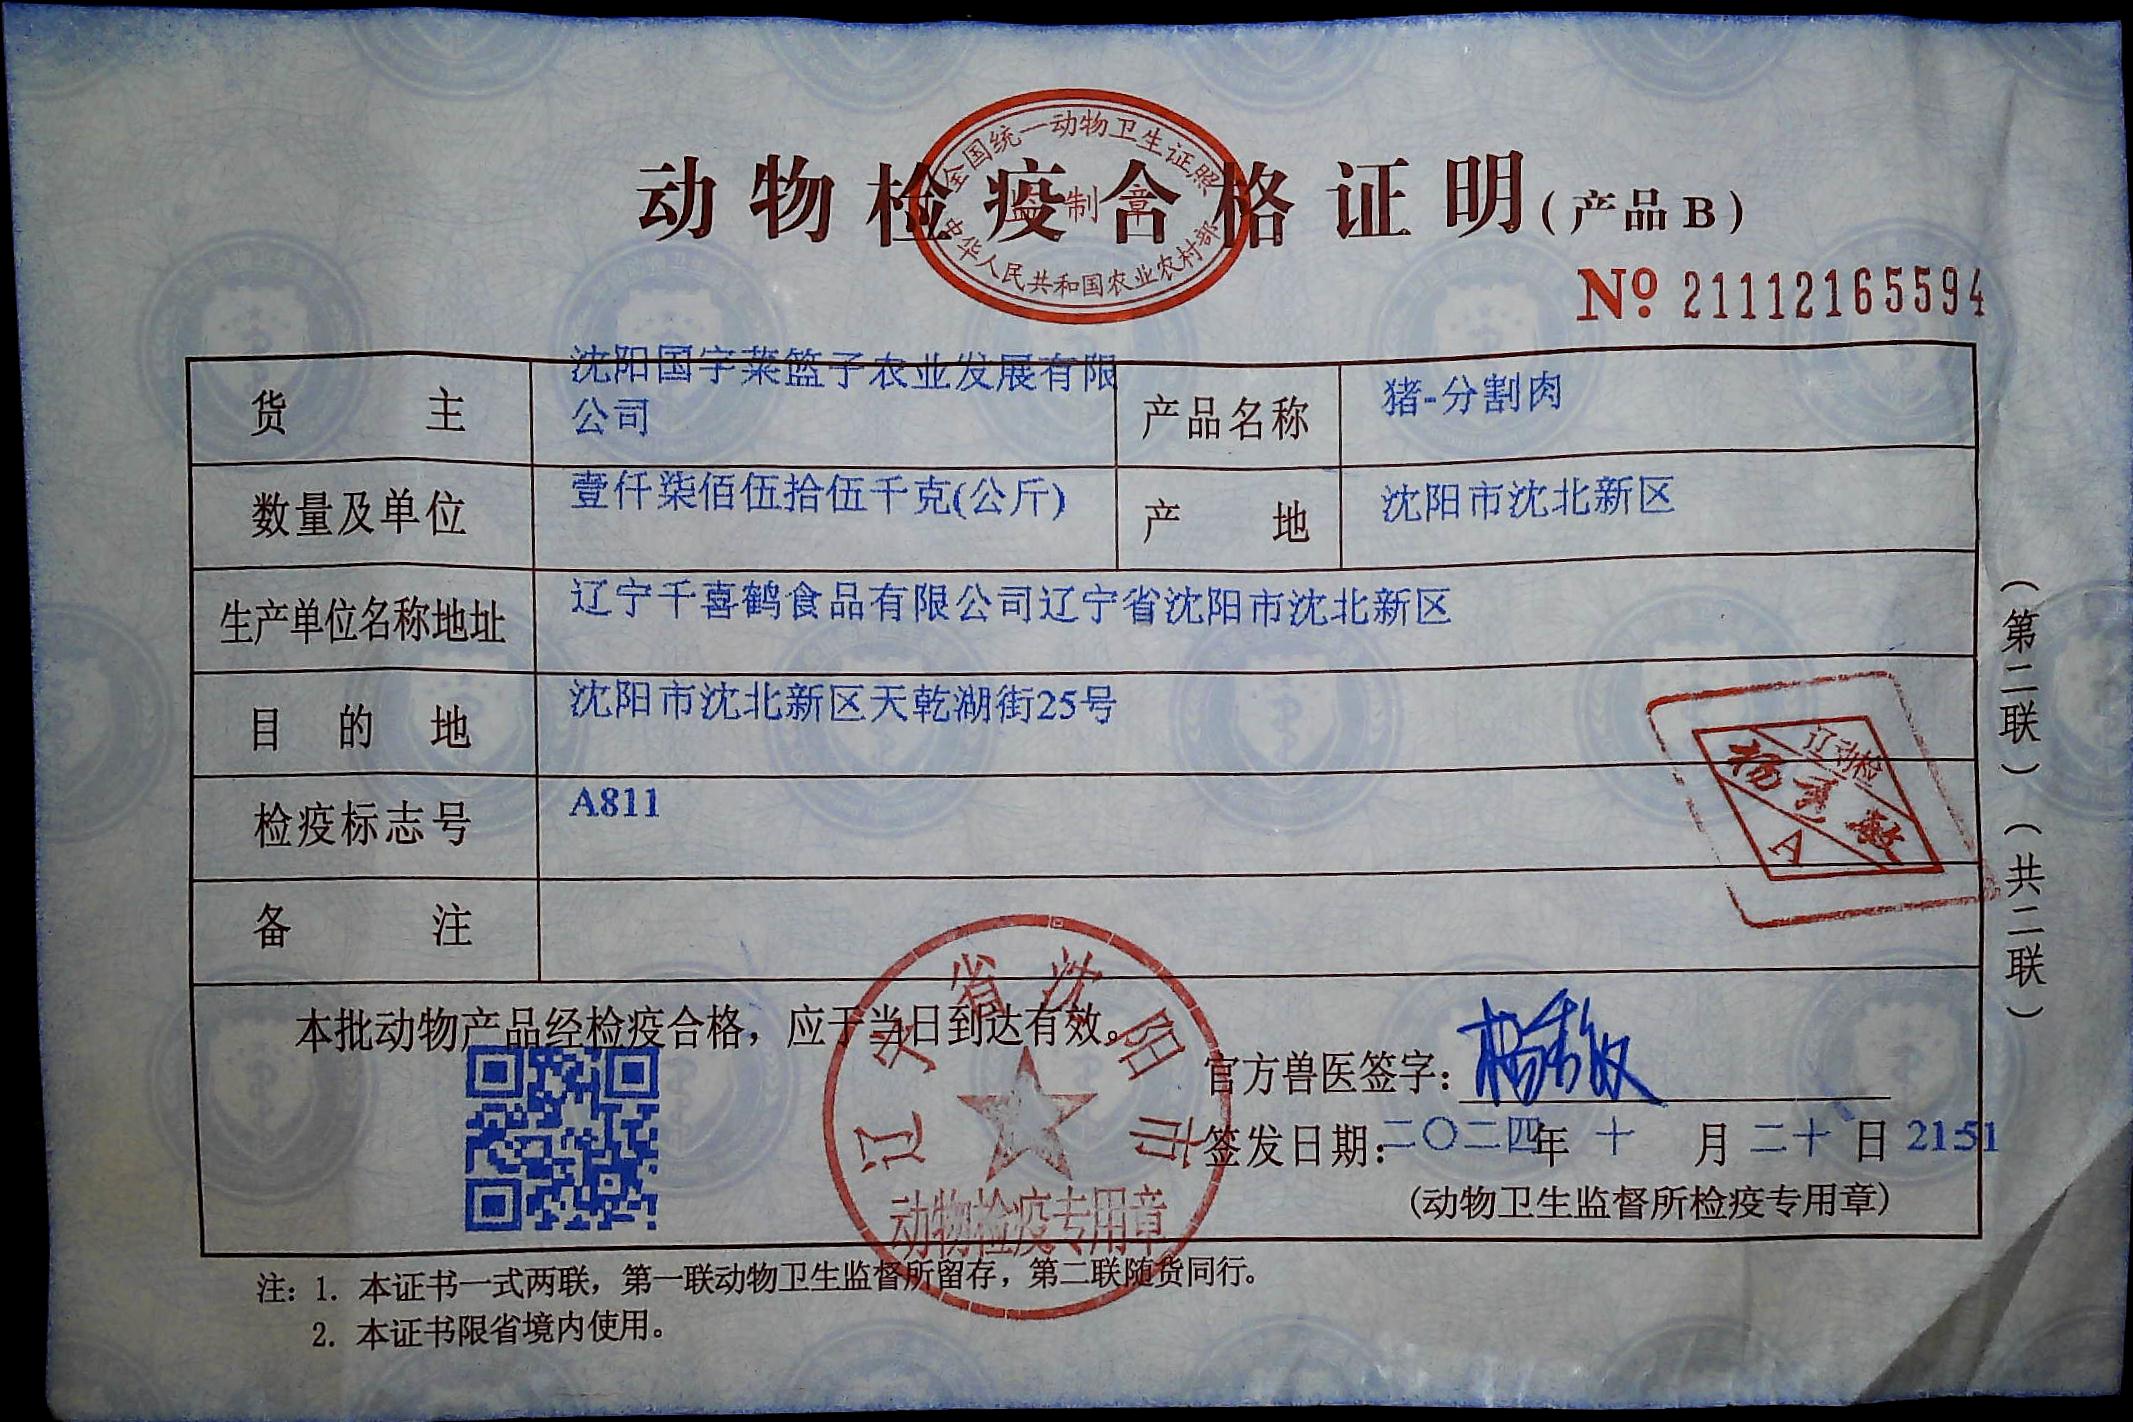 全国统一动物卫生证照
监制章
中华人民共和国农业农村部
动物检疫合格证明(产品B)
№ 21112165594
货主 沈阳国字菜篮子农业发展有限公司 产品名称 猪-分割肉
数量及单位 壹仟柒佰伍拾伍千克(公斤) 产地 沈阳市沈北新区
生产单位名称地址 辽宁千喜鹤食品有限公司辽宁省沈阳市沈北新区
目的地 沈阳市沈北新区天乾湖街25号
检疫标志号 A811
备注
辽动检
A
(第二联)(共二联)
本批动物产品经检疫合格，应于当日到达有效。
官方兽医签字：
签发日期：二〇二四年 十 月 二十 日 21:51
(动物卫生监督所检疫专用章)
辽宁省沈阳市
动物检疫专用章
注：1. 本证书一式两联，第一联动物卫生监督所留存，第二联随货同行。
2. 本证书限省境内使用。